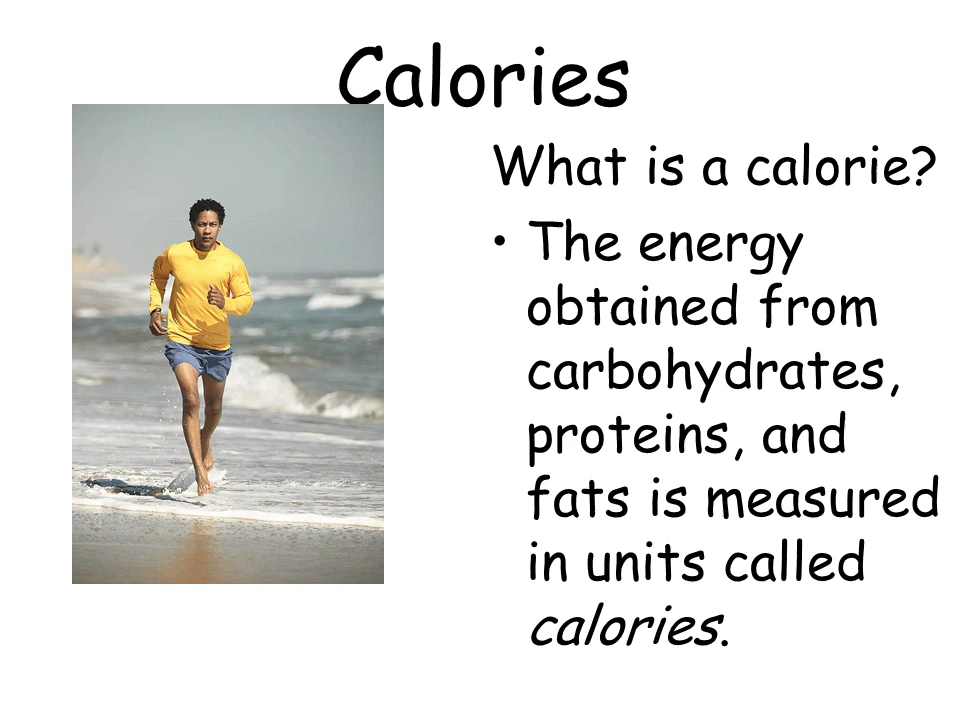 Calories
What is a calorie?
• The energy
obtained from
carbohydrates,
proteins, and
fats is measured
in units called
calories.